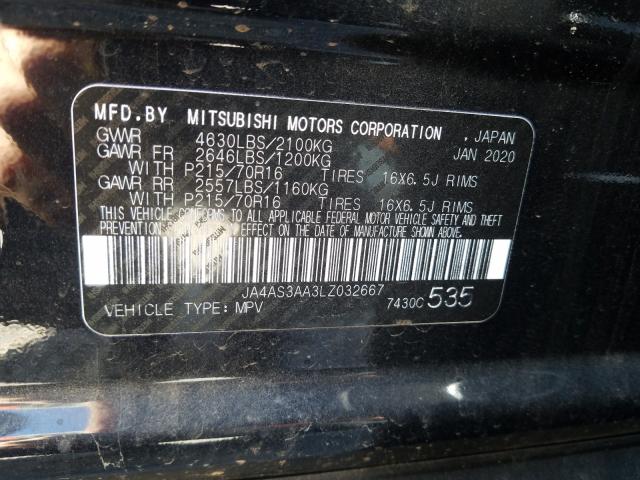 MFD.BY MITSUBISHI MOTORS CORPORATION , JAPAN
GVWR 4630LBS/2100KG JAN 2020
GAWR FR 2646LBS/1200KG
WITH P215/70R16 TIRES 16X6.5J RIMS
GAWR RR 2557LBS/1160KG
WITH P215/70R16 TIRES 16X6.5J RIMS
THIS VEHICLE CONFORMS TO ALL APPLICABLE FEDERAL MOTOR VEHICLE SAFETY AND THEFT
PREVENTION STANDARDS IN EFFECT ON THE DATE OF MANUFACTURE SHOWN ABOVE.
JA4AS3AA3LZ032667
VEHICLE TYPE: MPV 7430C 535